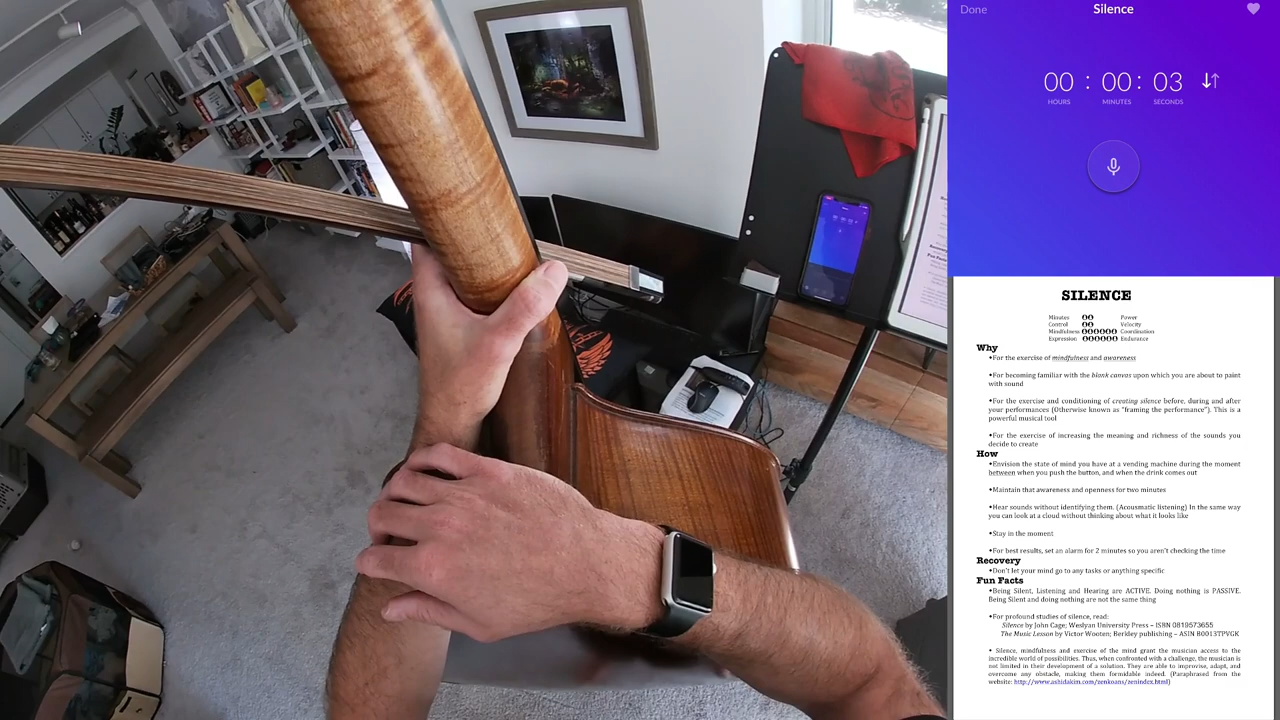 Done
Silence
00 : 00 : 03
HOURS MINUTES SECONDS
SILENCE
Minutes Power
Control Velocity
Mindfulness Coordination
Expression Endurance
Why
•For the exercise of mindfulness and awareness
•For becoming familiar with the blank canvas upon which you are about to paint
with sound
•For the exercise and conditioning of creating silence before, during and after
your performances (Otherwise known as "framing the performance"). This is a
powerful musical tool
•For the exercise of increasing the meaning and richness of the sounds you
decide to create
How
•Envision the state of mind you have at a vending machine during the moment
between when you push the button, and when the drink comes out
•Maintain that awareness and openness for two minutes
•Hear sounds without identifying them. (Acousmatic listening) In the same way
you can look at a cloud without thinking about what it looks like
•Stay in the moment
•For best results, set an alarm for 2 minutes so you aren't checking the time
Recovery
•Don't let your mind go to any tasks or anything specific
Fun Facts
•Being Silent, Listening and Hearing are ACTIVE. Doing nothing is PASSIVE.
Being Silent and doing nothing are not the same thing
•For profound studies of silence, read:
Silence by John Cage; Weslyan University Press – ISBN 0819573655
The Music Lesson by Victor Wooten; Berkley publishing – ASIN B0013TPVGK
• Silence, mindfulness and exercise of the mind grant the musician access to the
incredible world of possibilities. Thus, when confronted with a challenge, the musician is
not limited in their development of a solution. They are able to improvise, adapt, and
overcome any obstacle, making them formidable indeed. (Paraphrased from the
website: http://www.ashidakim.com/zenkoans/zenindex.html)